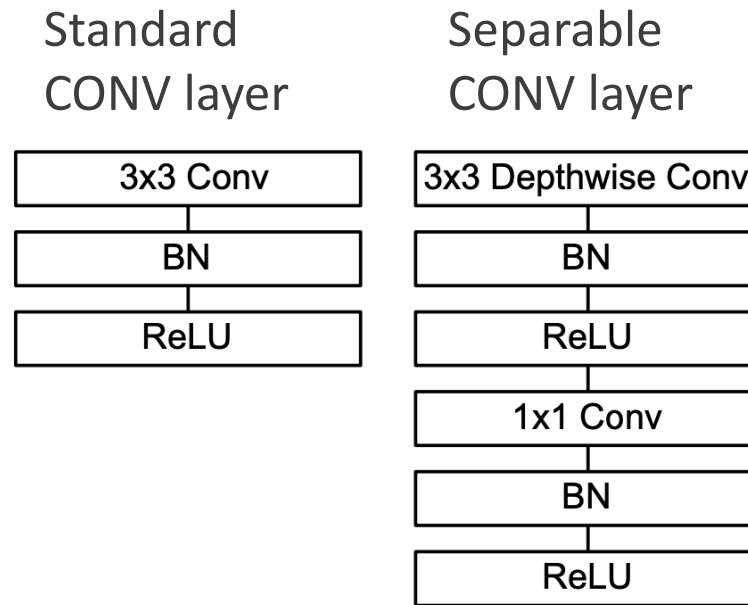 Standard
CONV layer
3x3 Conv
BN
ReLU
Separable
CONV layer
3x3 Depthwise Conv
BN
ReLU
1x1 Conv
BN
ReLU